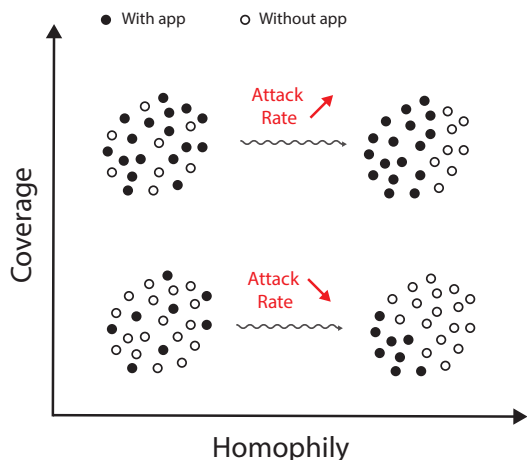 With app
Without app
Attack
Rate
Attack
Rate
Coverage
Homophily